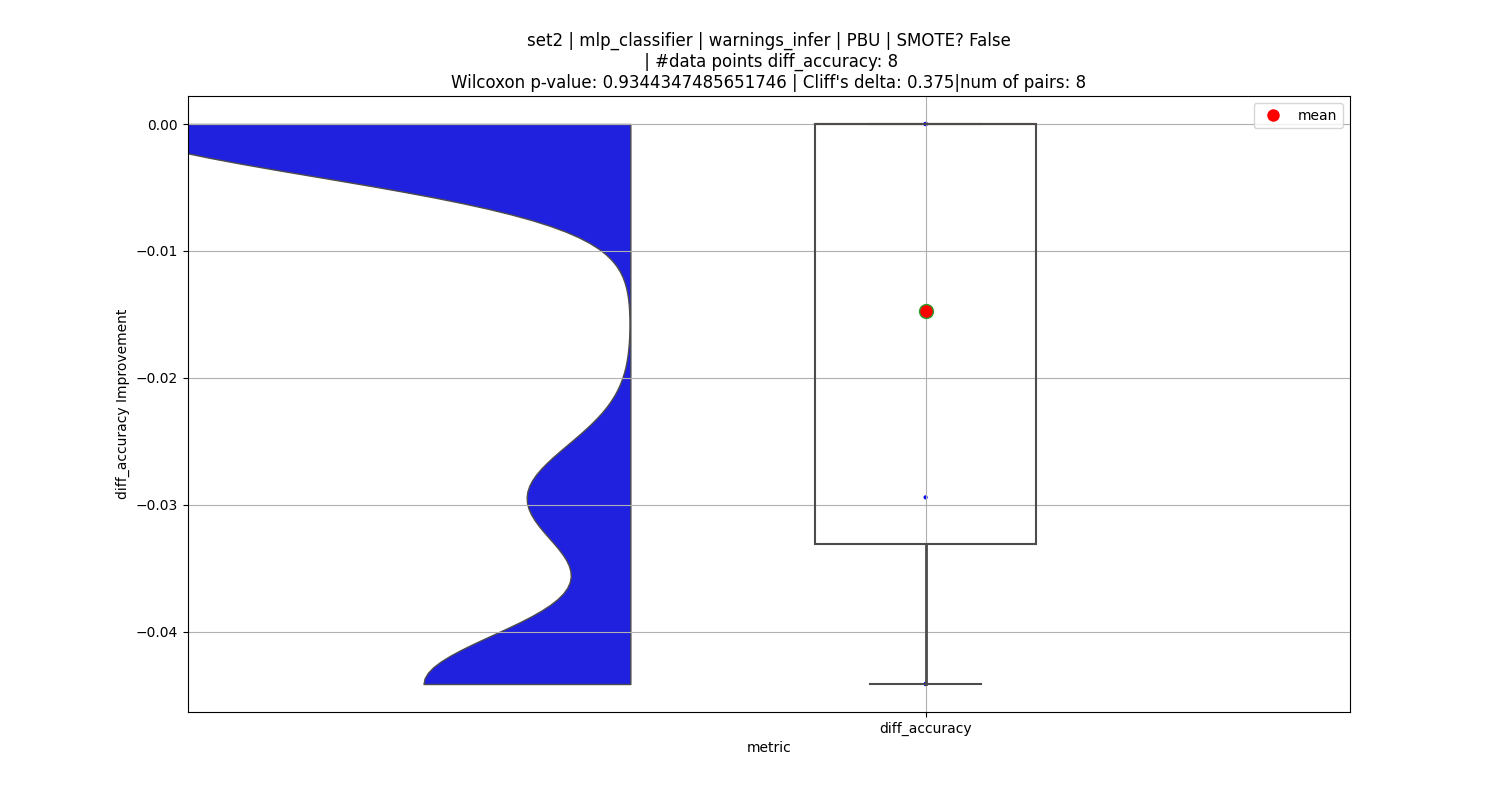 set2 | mlp_classifier | warnings_infer | PBU | SMOTE? False
| #data points diff_accuracy: 8
Wilcoxon p-value: 0.9344347485651746 | Cliff's delta: 0.375|num of pairs: 8
mean
0.00
−0.01
−0.02
−0.03
−0.04
diff_accuracy Improvement
diff_accuracy
metric